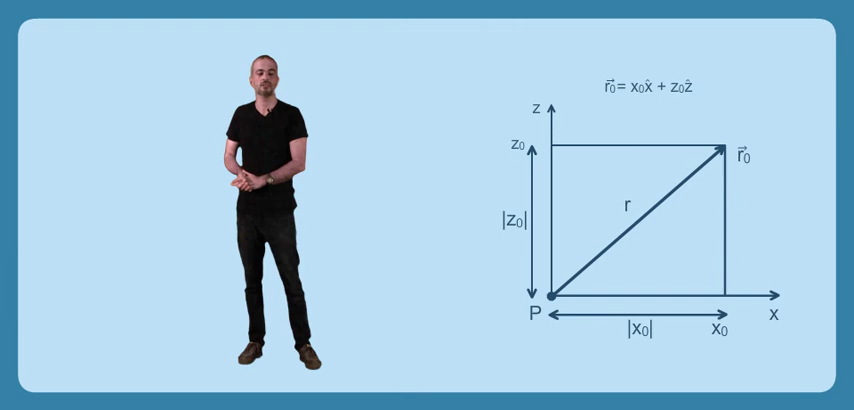 r⃗₀= x₀x̂ + z₀ẑ
z
z₀
r⃗₀
r
|z₀|
P
|x₀|
x₀
x